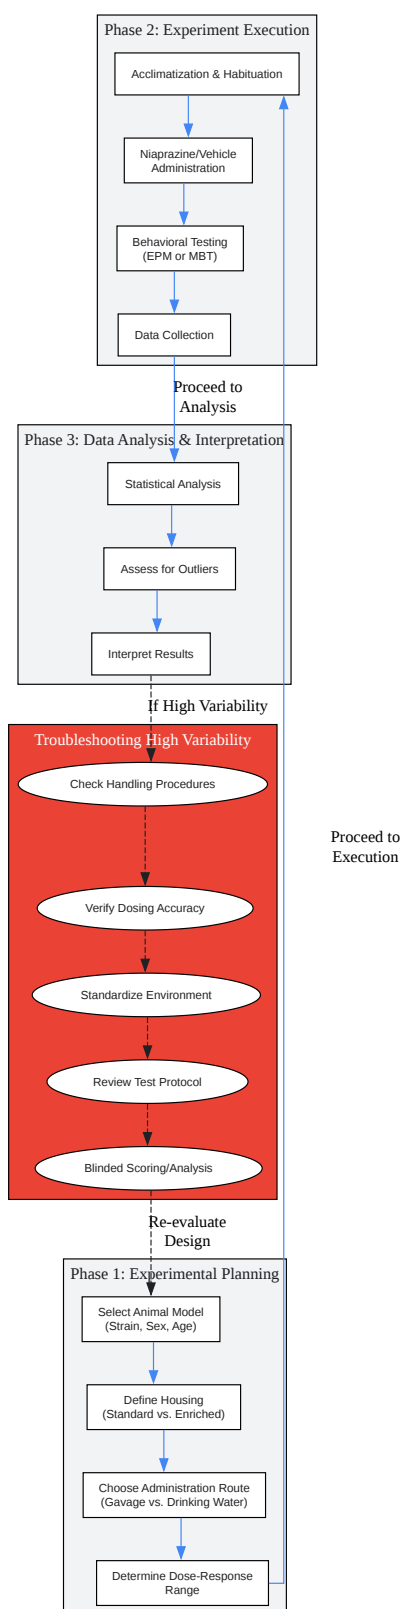 Phase 2: Experiment Execution
Acclimatization & Habituation
Niaprazine/Vehicle
Administration
Behavioral Testing
(EPM or MBT)
Data Collection
Proceed to
Analysis
Phase 3: Data Analysis & Interpretation
Statistical Analysis
Assess for Outliers
Interpret Results
If High Variability
Troubleshooting High Variability
Check Handling Procedures
Proceed to
Execution
Verify Dosing Accuracy
Standardize Environment
Review Test Protocol
Blinded Scoring/Analysis
Re-evaluate
Design
Phase 1: Experimental Planning
Select Animal Model
(Strain, Sex, Age)
Define Housing
(Standard vs. Enriched)
Choose Administration Route
(Gavage vs. Drinking Water)
Determine Dose-Response
Range